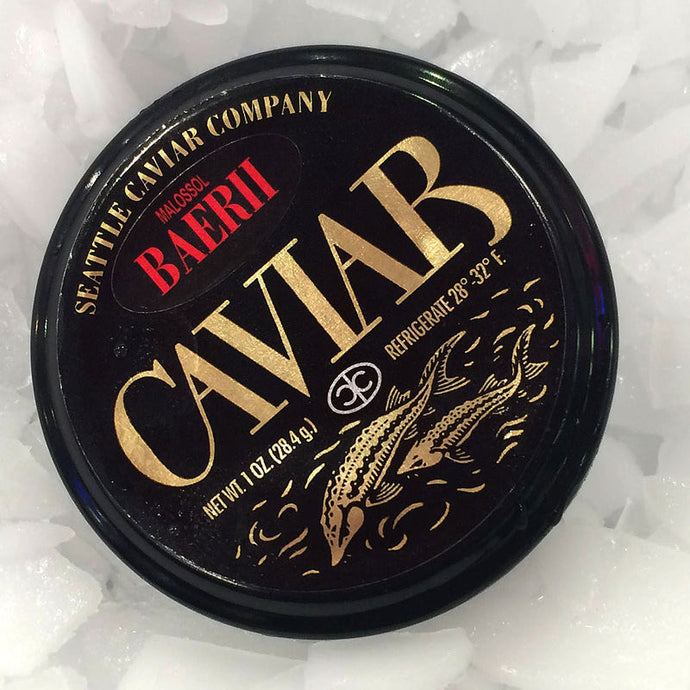 SEATTLE CAVIAR COMPANY
MALOSSOL
BAERII
CAVIAR
REFRIGERATE 28°-32° F.
NET WT. 1 OZ. (28.4 g.)